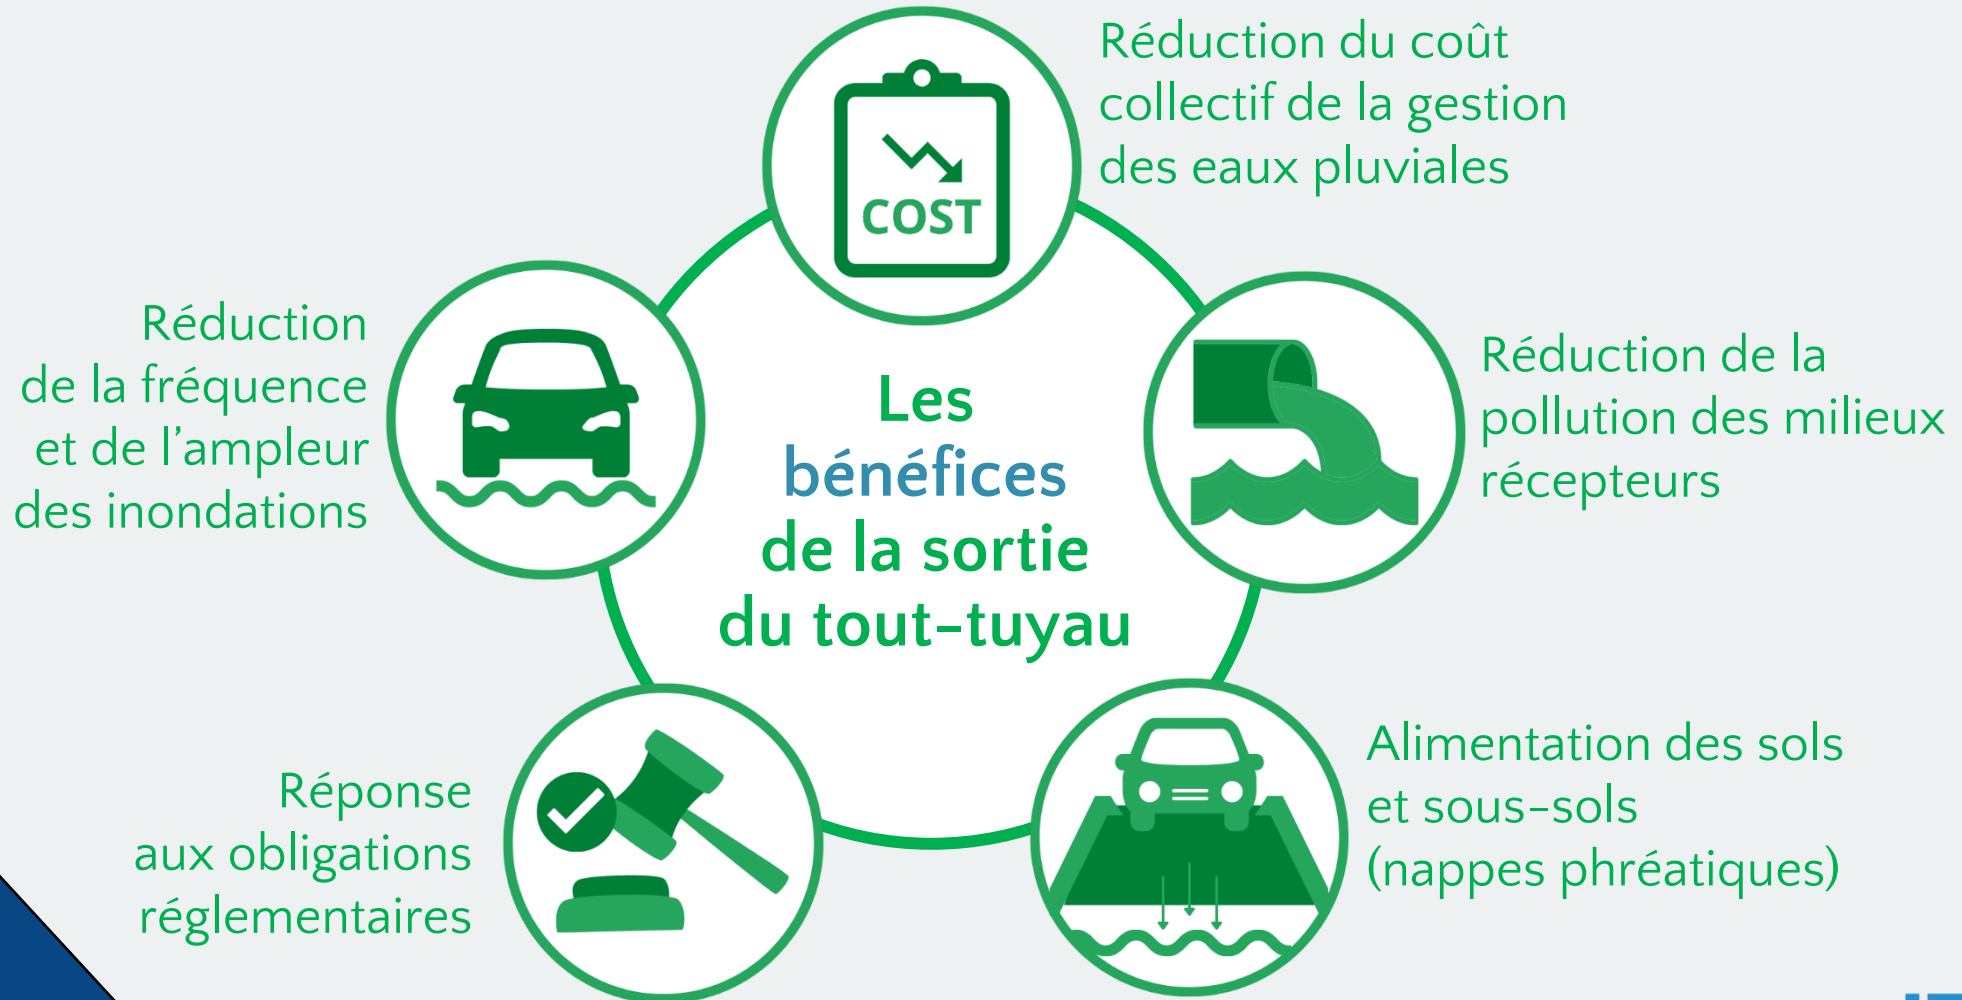 Les
bénéfices
de la sortie
du tout-tuyau
COST
Réduction du coût
collectif de la gestion
des eaux pluviales
Réduction de la
pollution des milieux
récepteurs
Alimentation des sols
et sous-sols
(nappes phréatiques)
Réponse
aux obligations
réglementaires
Réduction
de la fréquence
et de l'ampleur
des inondations